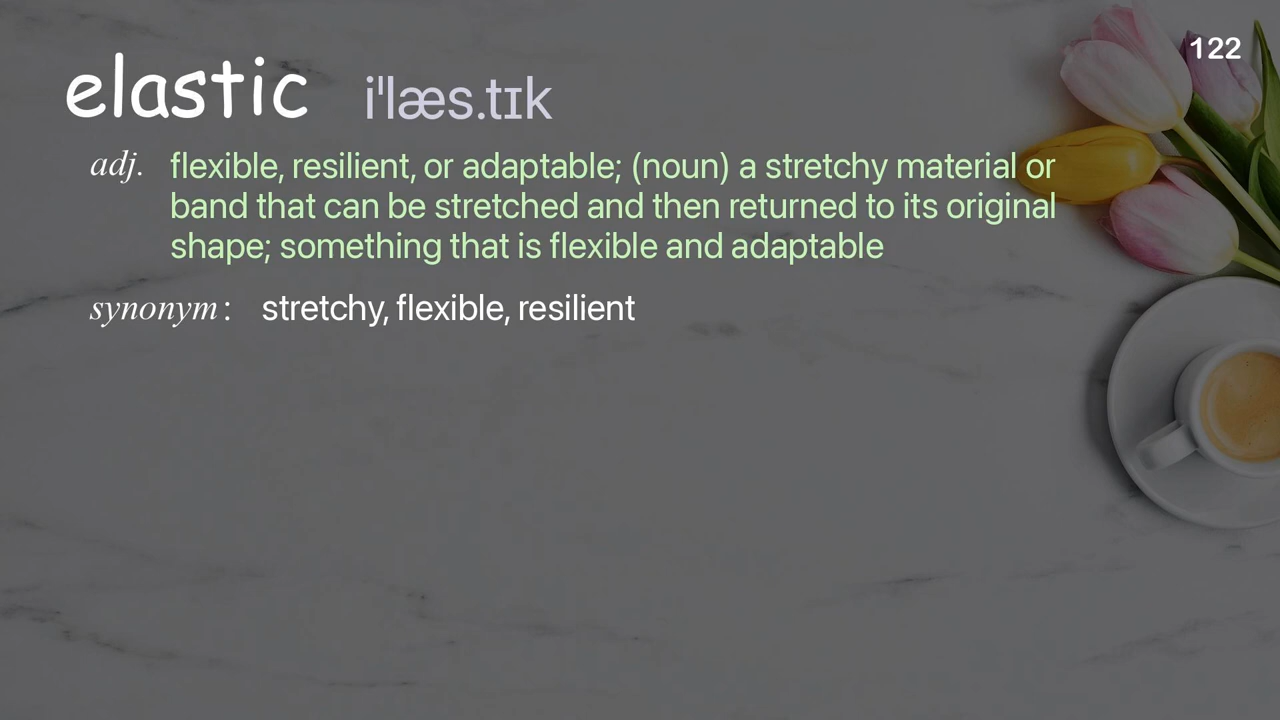 122
elastic iˈlæs.tɪk
adj. flexible, resilient, or adaptable; (noun) a stretchy material or
band that can be stretched and then returned to its original
shape; something that is flexible and adaptable
synonym: stretchy, flexible, resilient